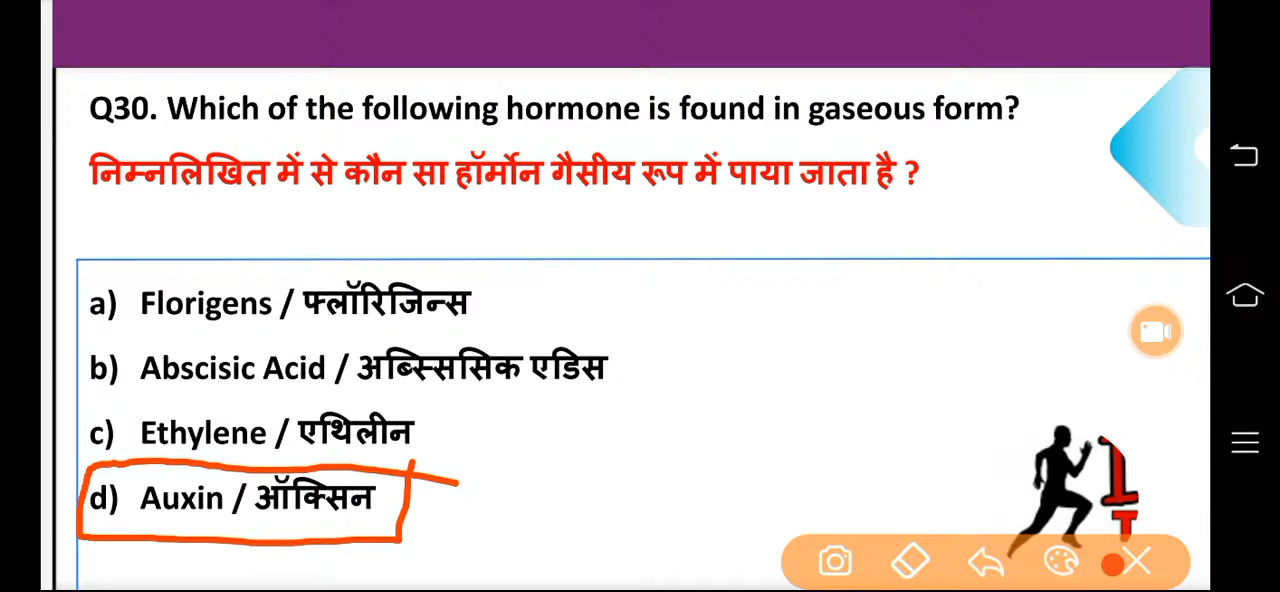 Q30. Which of the following hormone is found in gaseous form?
निम्नलिखित में से कौन सा हॉर्मोन गैसीय रूप में पाया जाता है ?
a) Florigens / फ्लॉरिजिन्स
b) Abscisic Acid / अब्स्सिसिक एडिस
c) Ethylene / एथिलीन
d) Auxin / ऑक्सिन